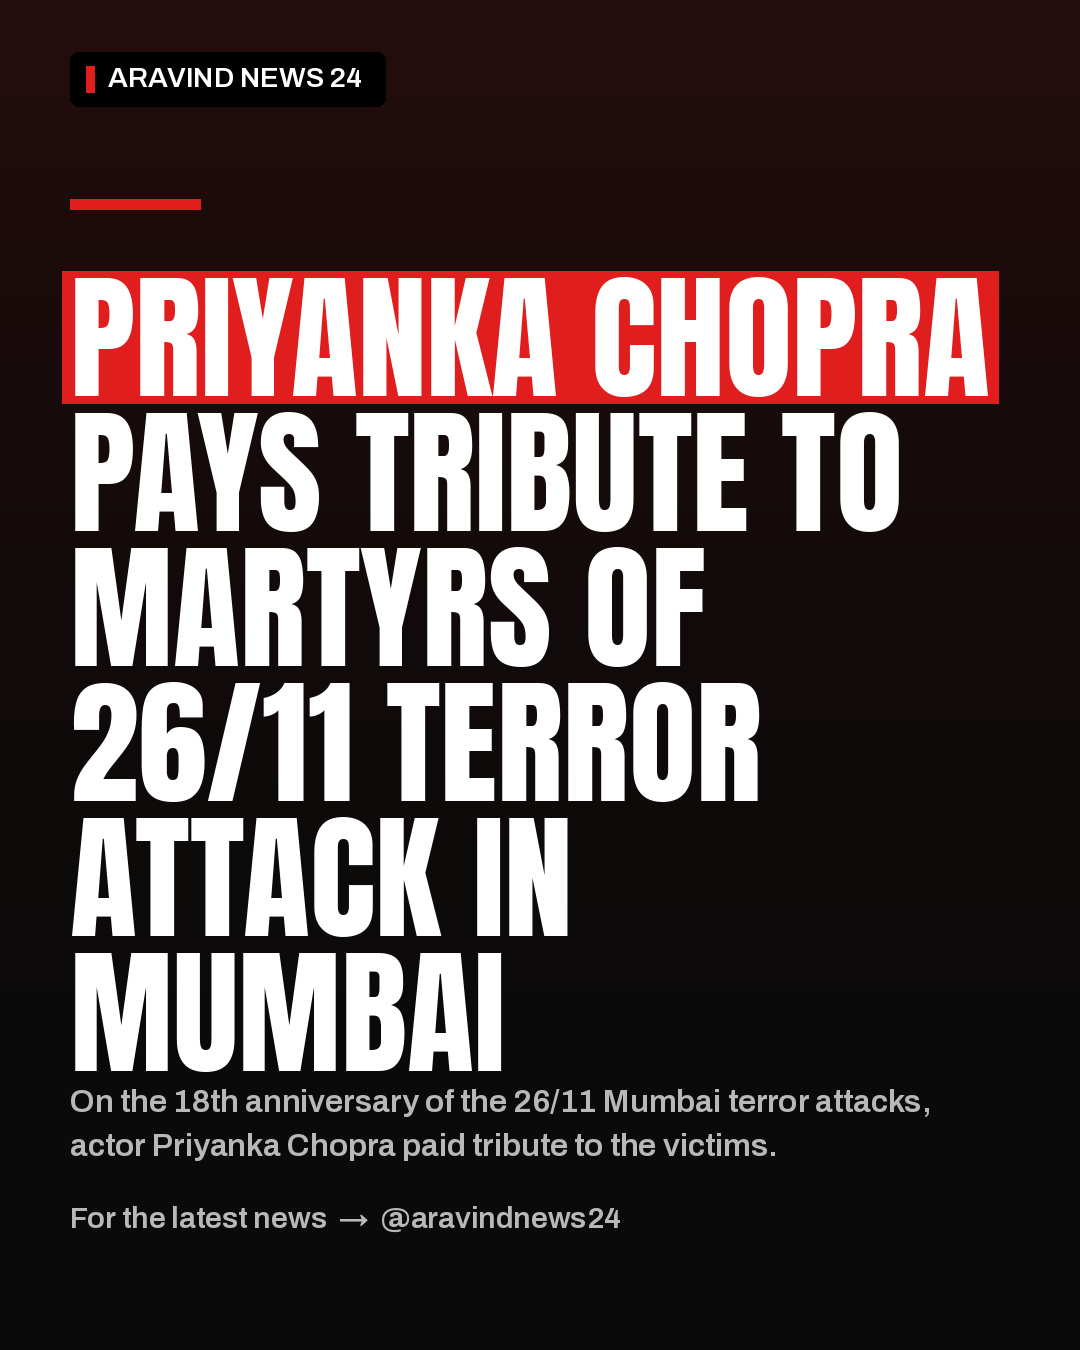 ARAVIND NEWS 24
PRIYANKA CHOPRA
PAYS TRIBUTE TO
MARTYRS OF
26/11 TERROR
ATTACK IN
MUMBAI
On the 18th anniversary of the 26/11 Mumbai terror attacks,
actor Priyanka Chopra paid tribute to the victims.
For the latest news → @aravindnews24